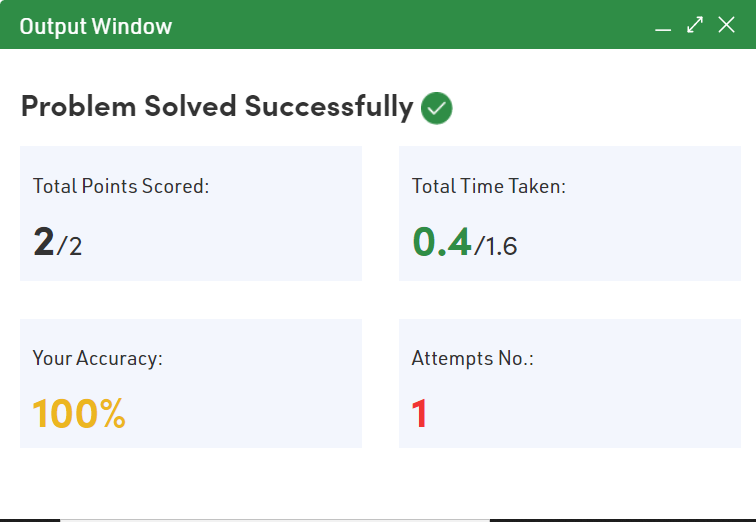 Output Window
Problem Solved Successfully
Total Points Scored:
2/2
Total Time Taken:
0.4/1.6
Your Accuracy:
100%
Attempts No.:
1